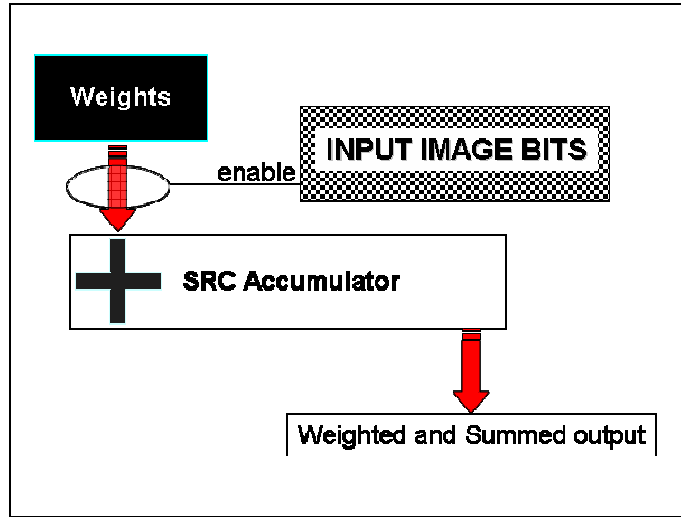 Weights
INPUT IMAGE BITS
enable
SRC Accumulator
Weighted and Summed output